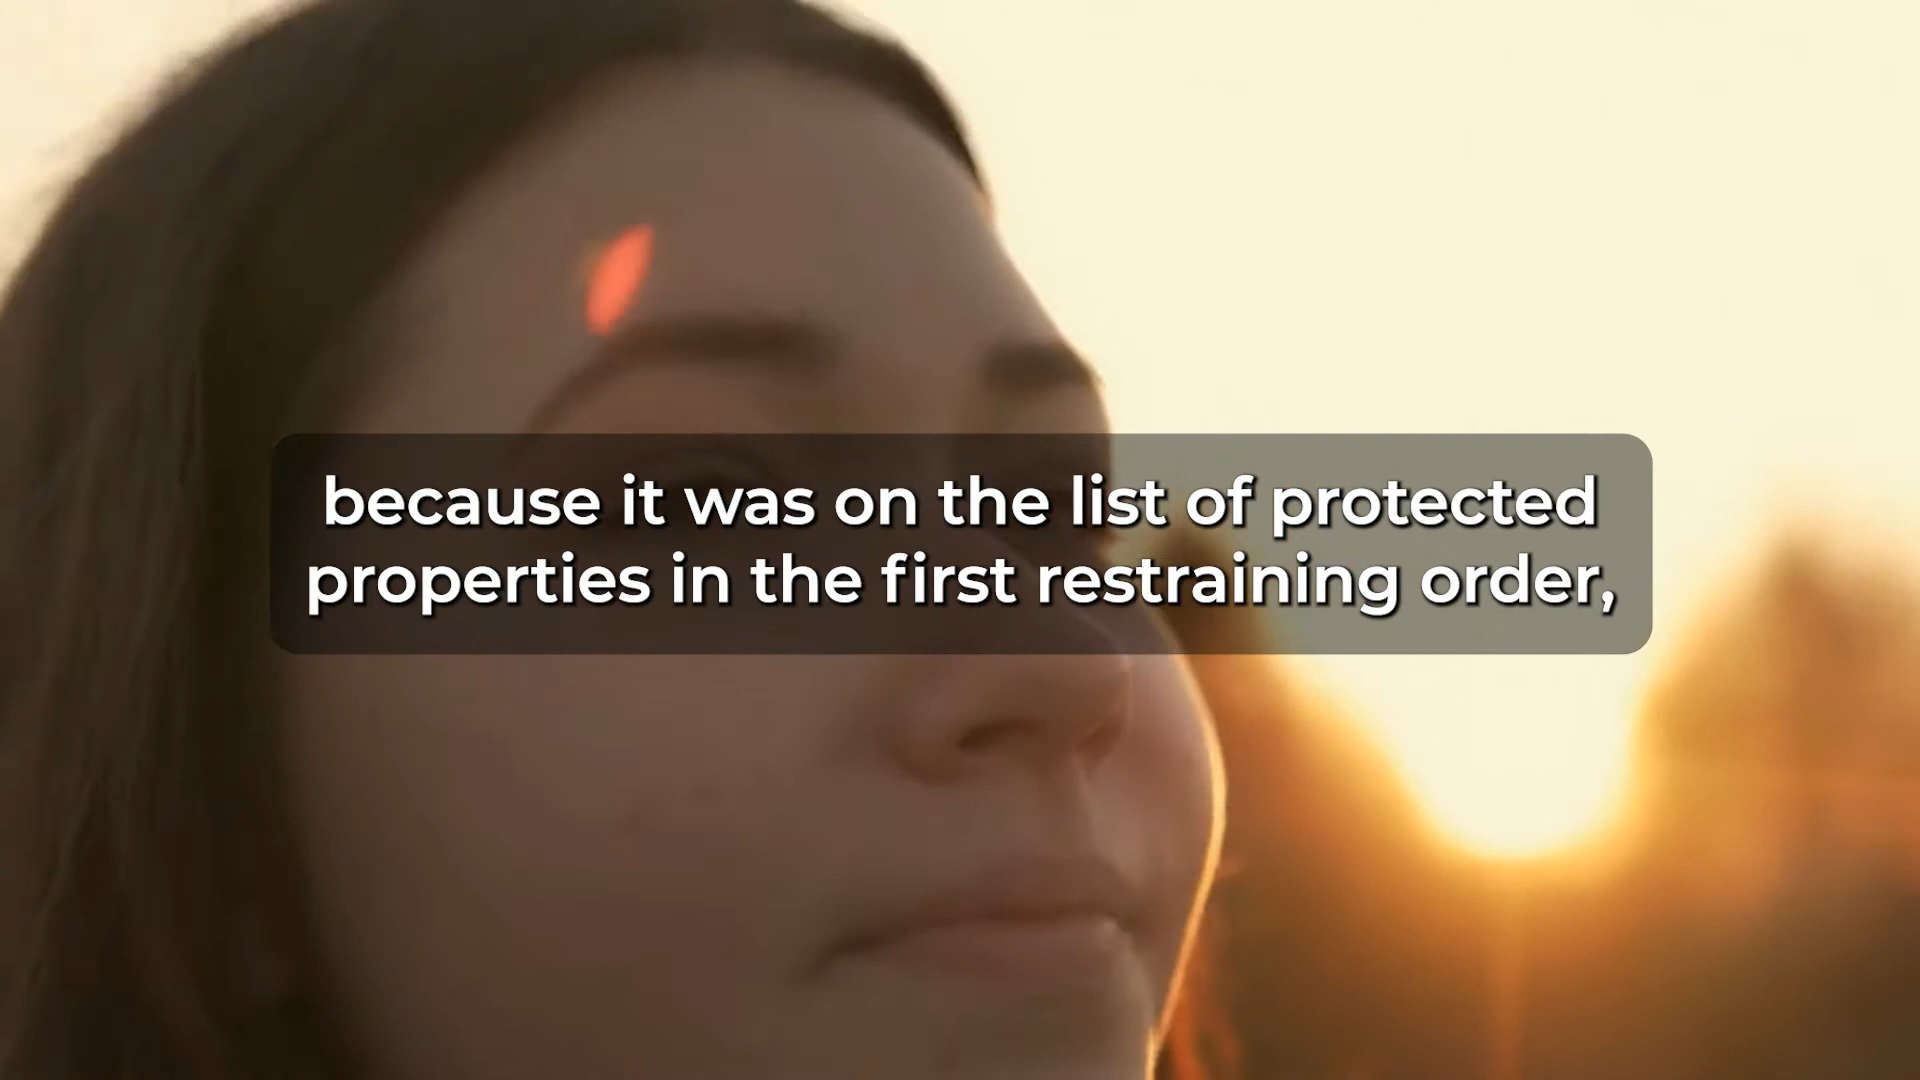 because it was on the list of protected
properties in the first restraining order,